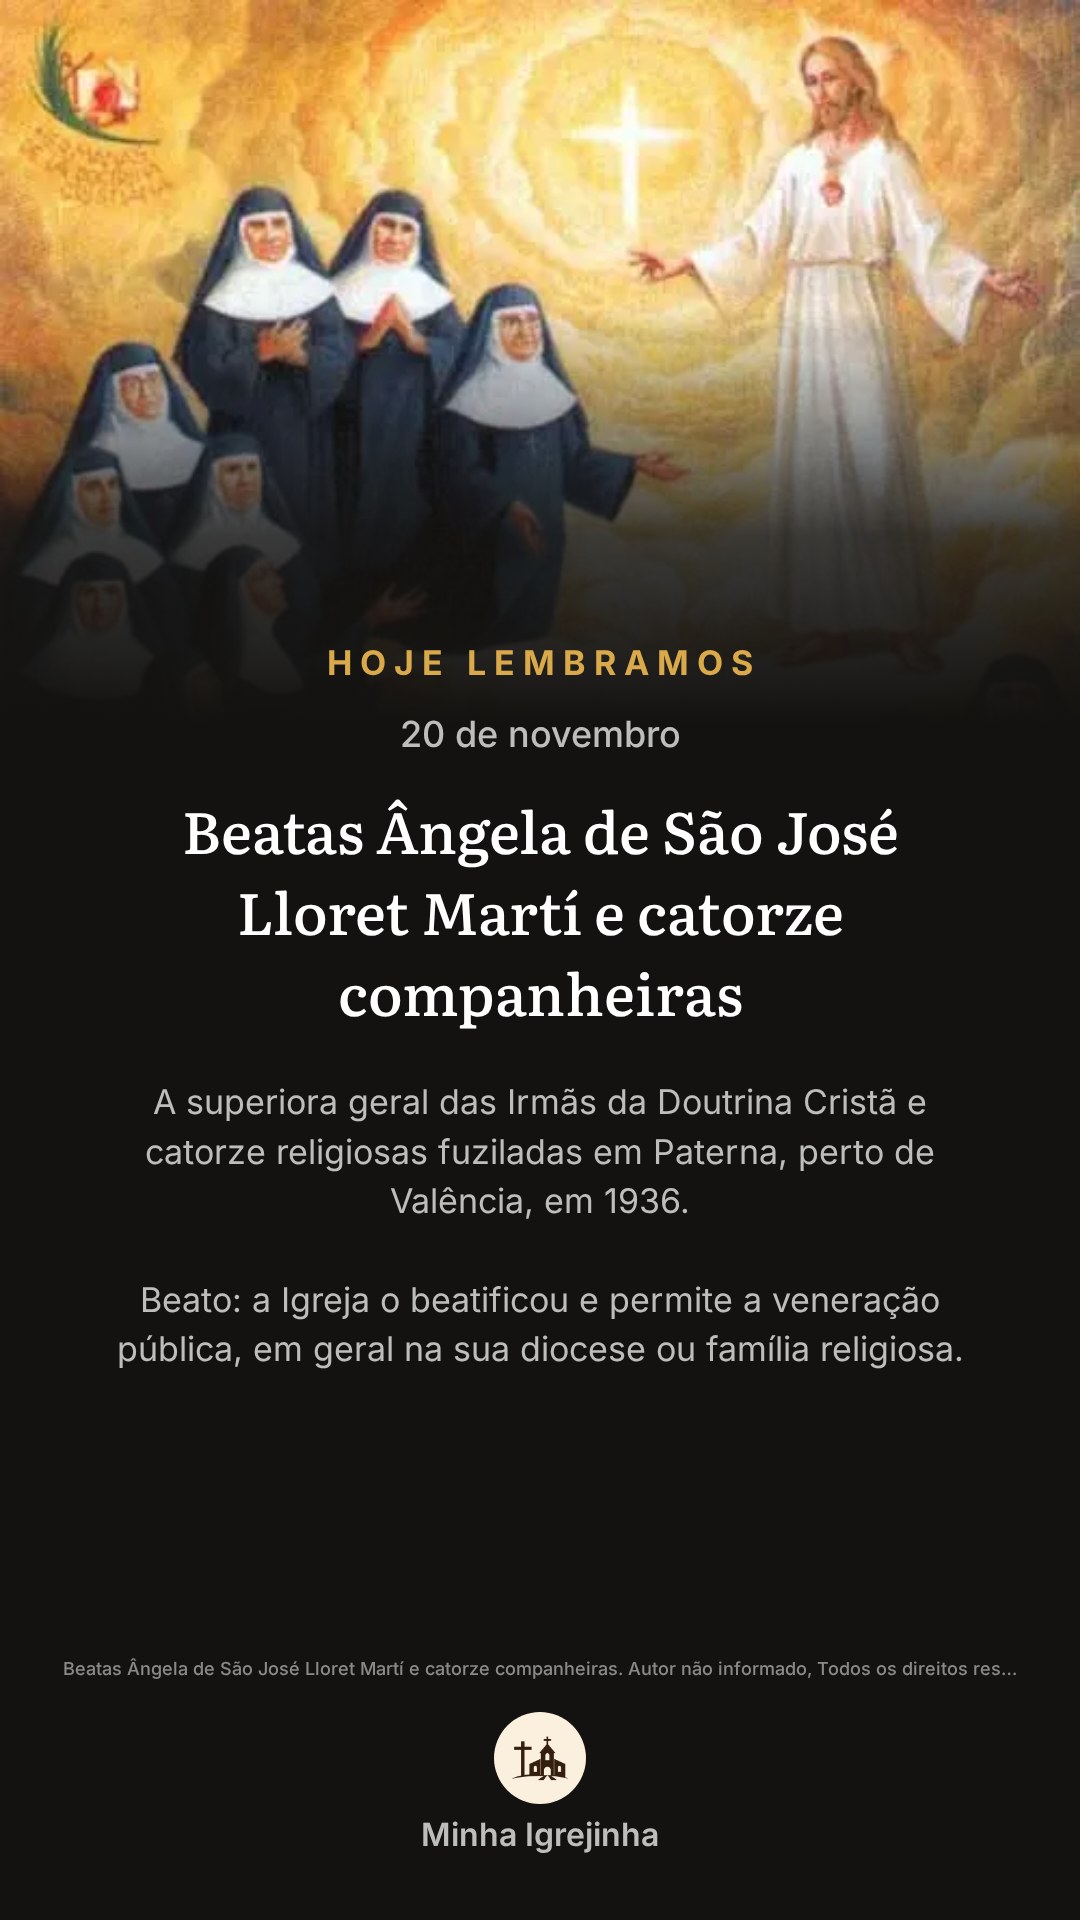 HOJE LEMBRAMOS
20 de novembro
Beatas Ângela de São José
Lloret Martí e catorze
companheiras
A superiora geral das Irmãs da Doutrina Cristã e
catorze religiosas fuziladas em Paterna, perto de
Valência, em 1936.
Beato: a Igreja o beatificou e permite a veneração
pública, em geral na sua diocese ou família religiosa.
Beatas Ângela de São José Lloret Martí e catorze companheiras. Autor não informado, Todos os direitos res...
Minha Igrejinha